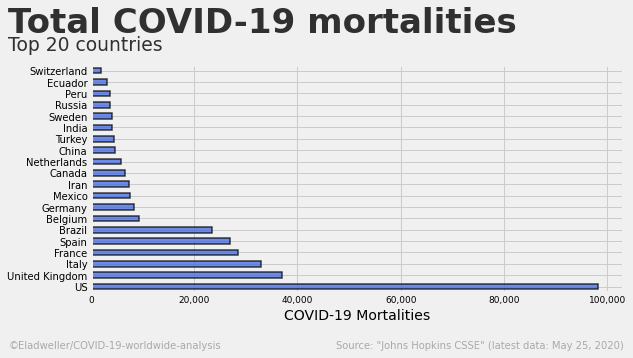 Total COVID-19 mortalities
Top 20 countries
Switzerland
Ecuador
Peru
Russia
Sweden
India
Turkey
China
Netherlands
Canada
Iran
Mexico
Germany
Belgium
Brazil
Spain
France
Italy
United Kingdom
US
0 20,000 40,000 60,000 80,000 100,000
COVID-19 Mortalities
©Eladweller/COVID-19-worldwide-analysis Source: "Johns Hopkins CSSE" (latest data: May 25, 2020)